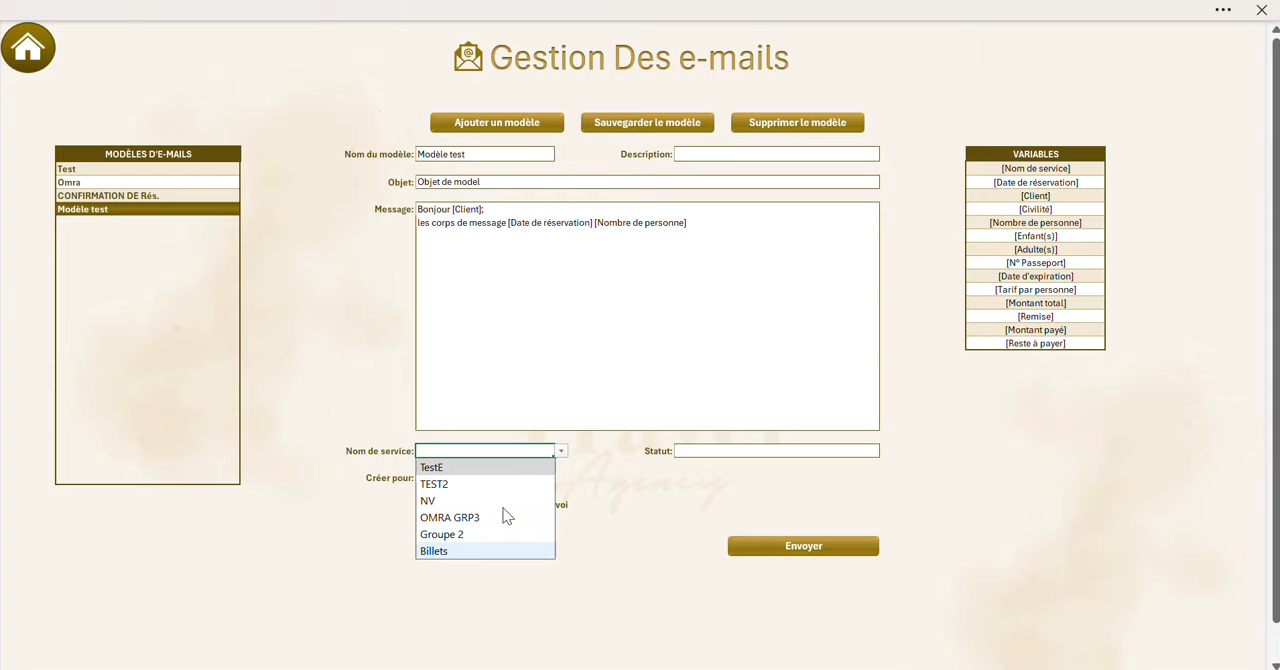 Gestion Des e-mails
Ajouter un modèle
Sauvegarder le modèle
Supprimer le modèle
MODÈLES D'E-MAILS
Test
Omra
CONFIRMATION DE Rés.
Modèle test
Nom du modèle: Modèle test
Description:
Objet: Objet de model
Message: Bonjour [Client];
les corps de message [Date de réservation] [Nombre de personne]
VARIABLES
[Nom de service]
[Date de réservation]
[Client]
[Civilité]
[Nombre de personne]
[Enfant(s)]
[Adulte(s)]
[N° Passeport]
[Date d'expiration]
[Tarif par personne]
[Montant total]
[Remise]
[Montant payé]
[Reste à payer]
Nom de service:
Statut:
TestE
TEST2
NV
OMRA GRP3
Groupe 2
Billets
Créer pour:
voi
Agency
Envoyer